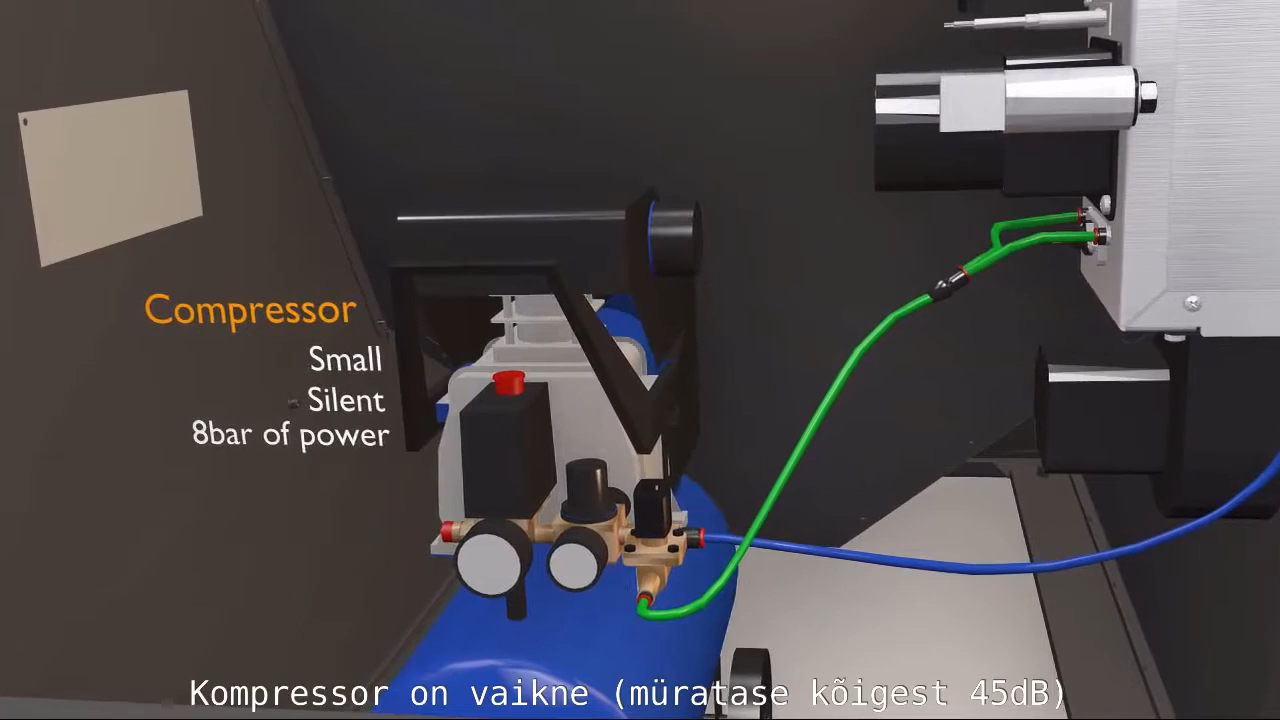 Compressor
Small
Silent
8bar of power
Kompressor on vaikne (müratase kõigest 45dB)